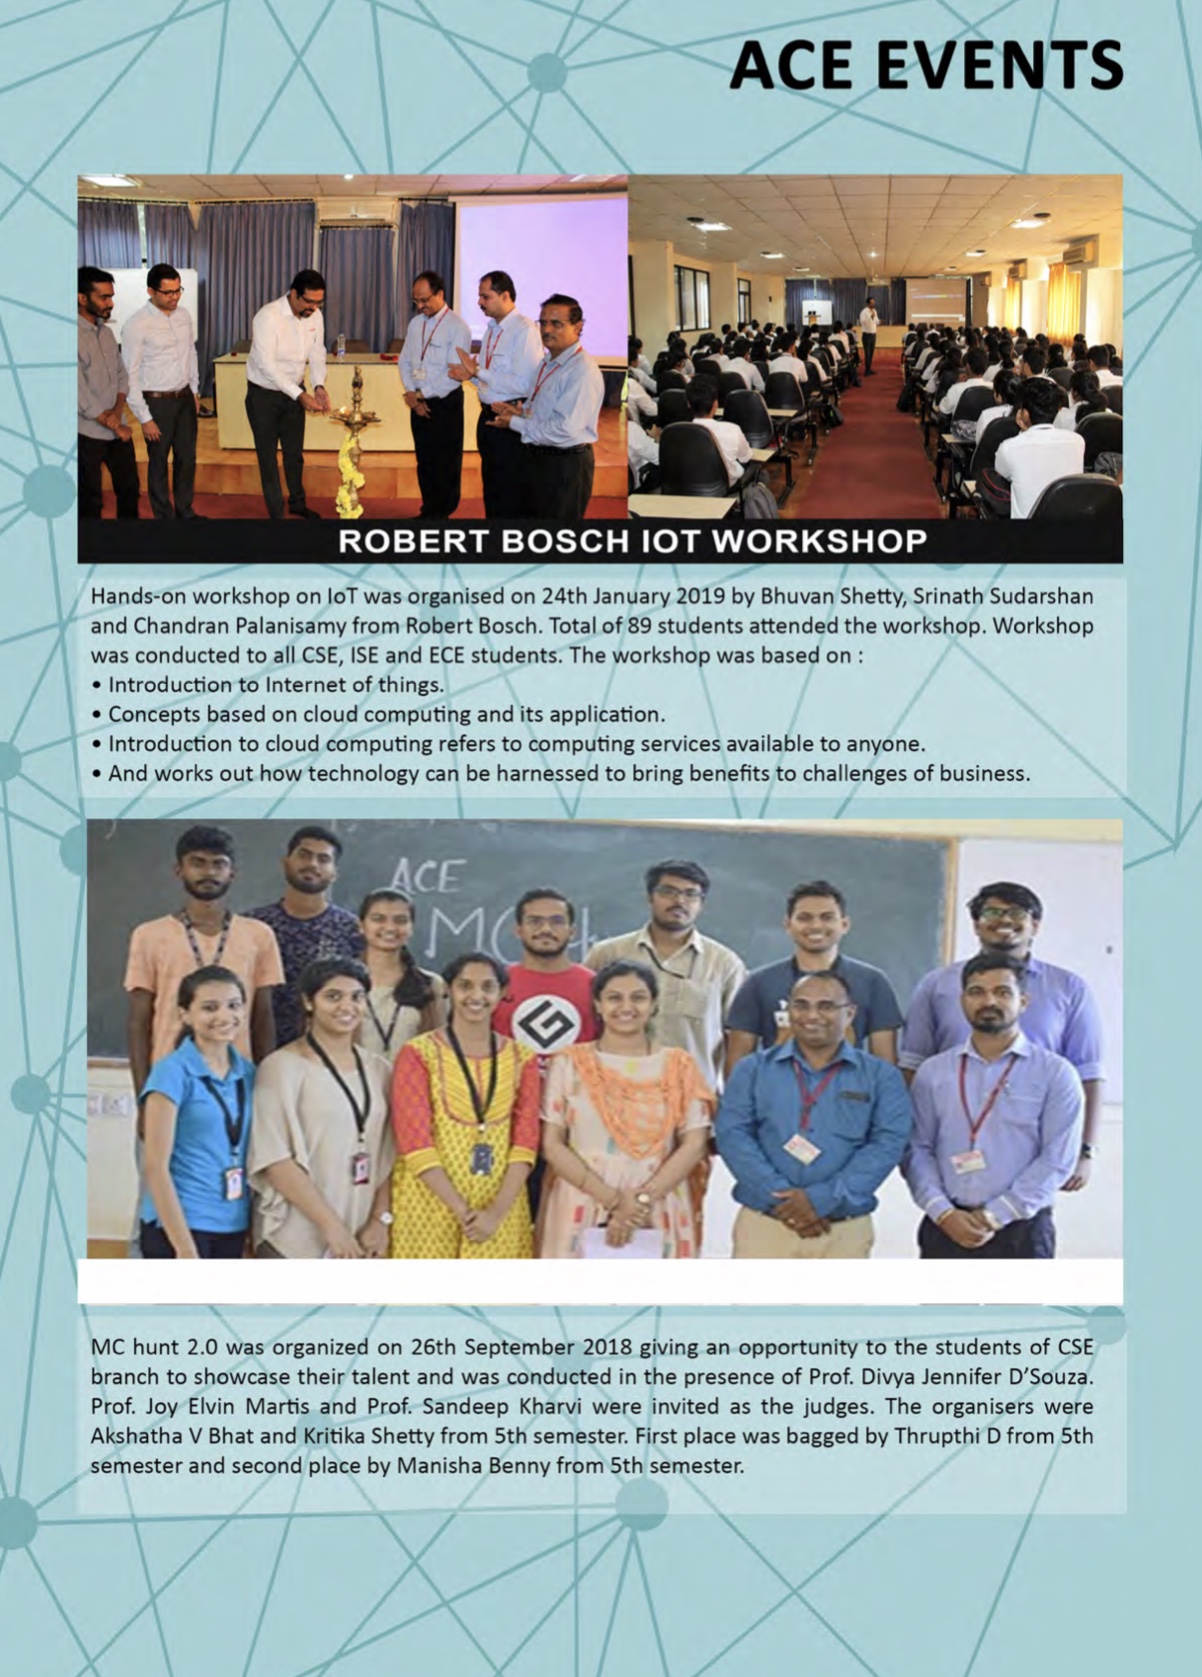 ACE EVENTS
ROBERT BOSCH IOT WORKSHOP
Hands-on workshop on IoT was organised on 24th January 2019 by Bhuvan Shetty, Srinath Sudarshan
and Chandran Palanisamy from Robert Bosch. Total of 89 students attended the workshop. Workshop
was conducted to all CSE, ISE and ECE students. The workshop was based on :
• Introduction to Internet of things.
• Concepts based on cloud computing and its application.
• Introduction to cloud computing refers to computing services available to anyone.
• And works out how technology can be harnessed to bring benefits to challenges of business.
ACE
MC
MC hunt 2.0 was organized on 26th September 2018 giving an opportunity to the students of CSE
branch to showcase their talent and was conducted in the presence of Prof. Divya Jennifer D’Souza.
Prof. Joy Elvin Martis and Prof. Sandeep Kharvi were invited as the judges. The organisers were
Akshatha V Bhat and Kritika Shetty from 5th semester. First place was bagged by Thrupthi D from 5th
semester and second place by Manisha Benny from 5th semester.